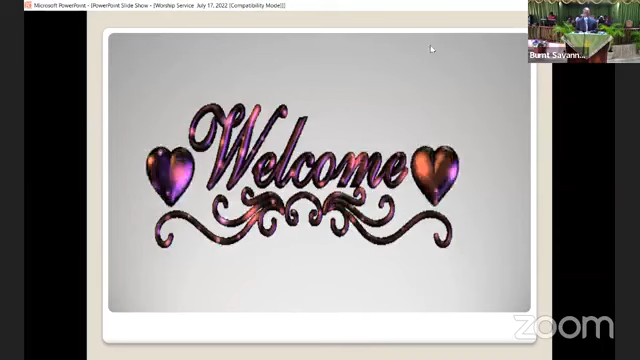 Microsoft PowerPoint - [PowerPoint Slide Show - [Worship Service July 17, 2022 [Compatibility Mode]]]
Burnt Savann...
Welcome
zoom